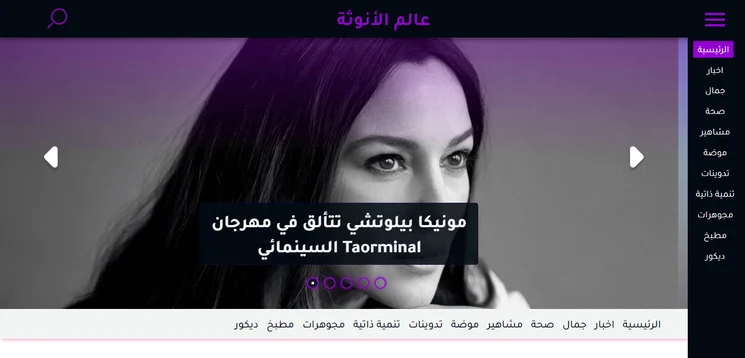 عالم الأنوثة
الرئيسية
اخبار
جمال
صحة
مشاهير
موضة
تدوينات
تنمية ذاتية
مجوهرات
مطبخ
ديكور
مونيكا بيلوتشي تتألق في مهرجان
Taorminal السينمائي
الرئيسية اخبار جمال صحة مشاهير موضة تدوينات تنمية ذاتية مجوهرات مطبخ ديكور